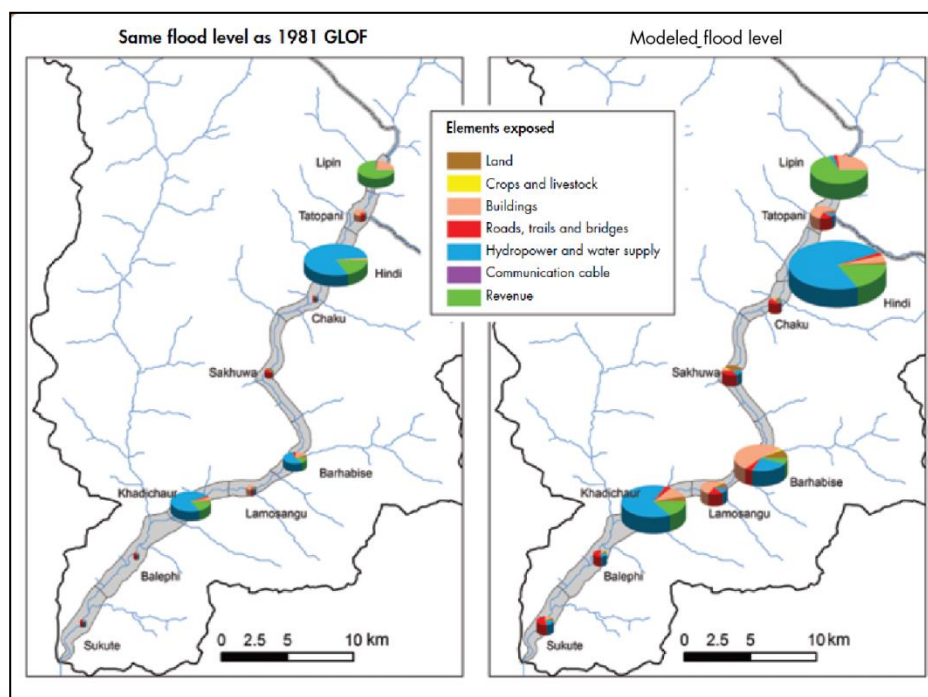 Same flood level as 1981 GLOF
Modeled flood level
Elements exposed
Land
Crops and livestock
Buildings
Roads, trails and bridges
Hydropower and water supply
Communication cable
Revenue
Lipin
Tatopani
Hindi
Chaku
Sakhuwa
Barhabise
Khadichaur
Lamosangu
Balephi
Sukute
0 2.5 5 10 km
Lipin
Tatopani
Hindi
Chaku
Sakhuwa
Barhabise
Khadichaur
Lamosangu
Balephi
Sukute
0 2.5 5 10 km